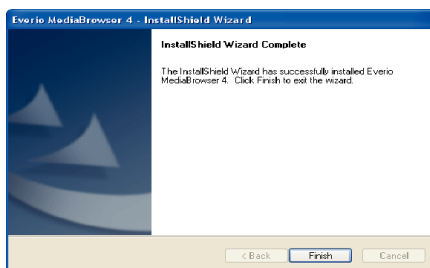 Everio MediaBrowser 4 - InstallShield Wizard
InstallShield Wizard Complete
The InstallShield Wizard has successfully installed Everio
MediaBrowser 4. Click Finish to exit the wizard.
< Back
Finish
Cancel